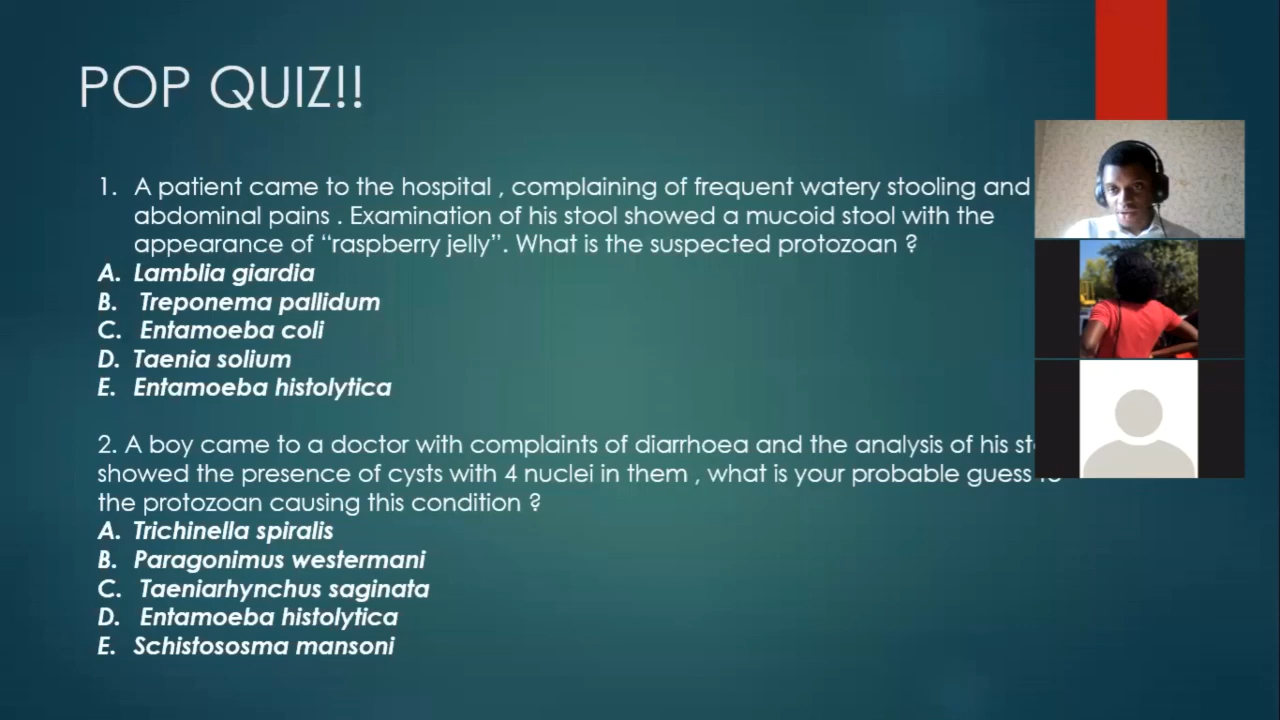 POP QUIZ!!
1. A patient came to the hospital , complaining of frequent watery stooling and
abdominal pains . Examination of his stool showed a mucoid stool with the
appearance of “raspberry jelly”. What is the suspected protozoan ?
A. Lamblia giardia
B. Treponema pallidum
C. Entamoeba coli
D. Taenia solium
E. Entamoeba histolytica
2. A boy came to a doctor with complaints of diarrhoea and the analysis of his
showed the presence of cysts with 4 nuclei in them , what is your probable guess
the protozoan causing this condition ?
A. Trichinella spiralis
B. Paragonimus westermani
C. Taeniarhynchus saginata
D. Entamoeba histolytica
E. Schistososma mansoni